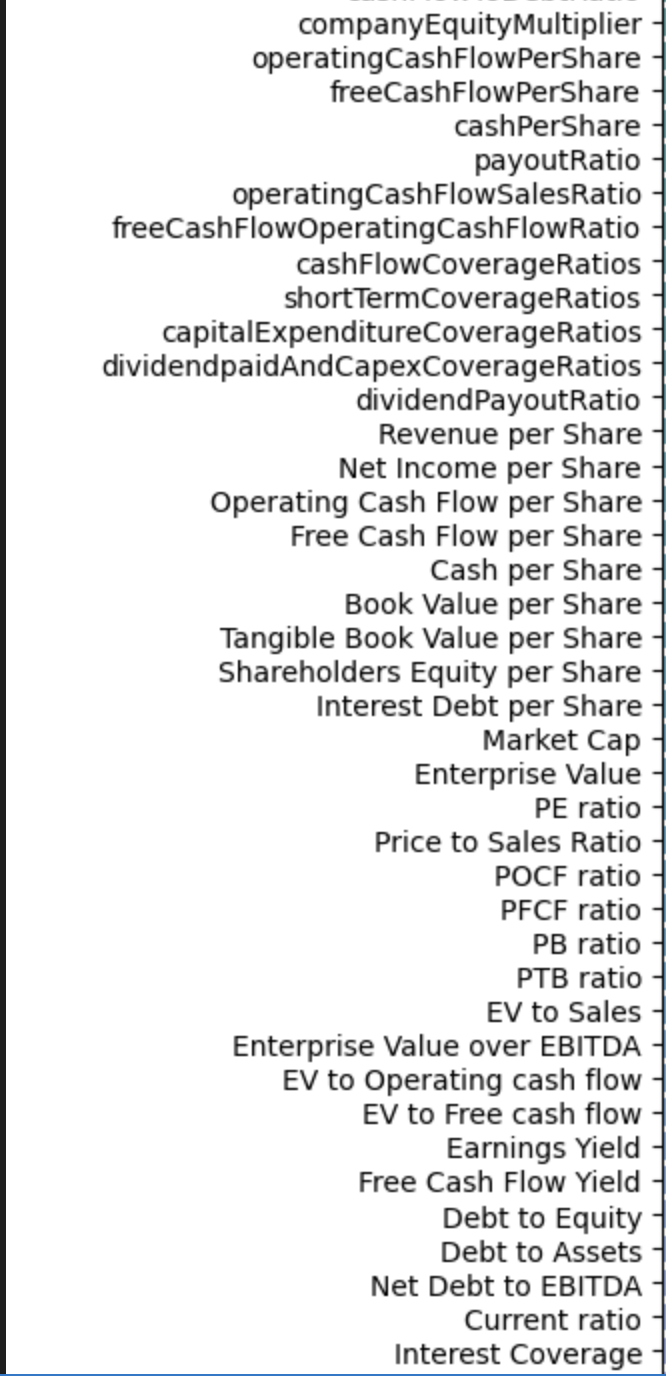 companyEquityMultiplier
operatingCashFlowPerShare
freeCashFlowPerShare
cashPerShare
payoutRatio
operatingCashFlowSalesRatio
freeCashFlowOperatingCashFlowRatio
cashFlowCoverageRatios
shortTermCoverageRatios
capitalExpenditureCoverageRatios
dividendpaidAndCapexCoverageRatios
dividendPayoutRatio
Revenue per Share
Net Income per Share
Operating Cash Flow per Share
Free Cash Flow per Share
Cash per Share
Book Value per Share
Tangible Book Value per Share
Shareholders Equity per Share
Interest Debt per Share
Market Cap
Enterprise Value
PE ratio
Price to Sales Ratio
POCF ratio
PFCF ratio
PB ratio
PTB ratio
EV to Sales
Enterprise Value over EBITDA
EV to Operating cash flow
EV to Free cash flow
Earnings Yield
Free Cash Flow Yield
Debt to Equity
Debt to Assets
Net Debt to EBITDA
Current ratio
Interest Coverage